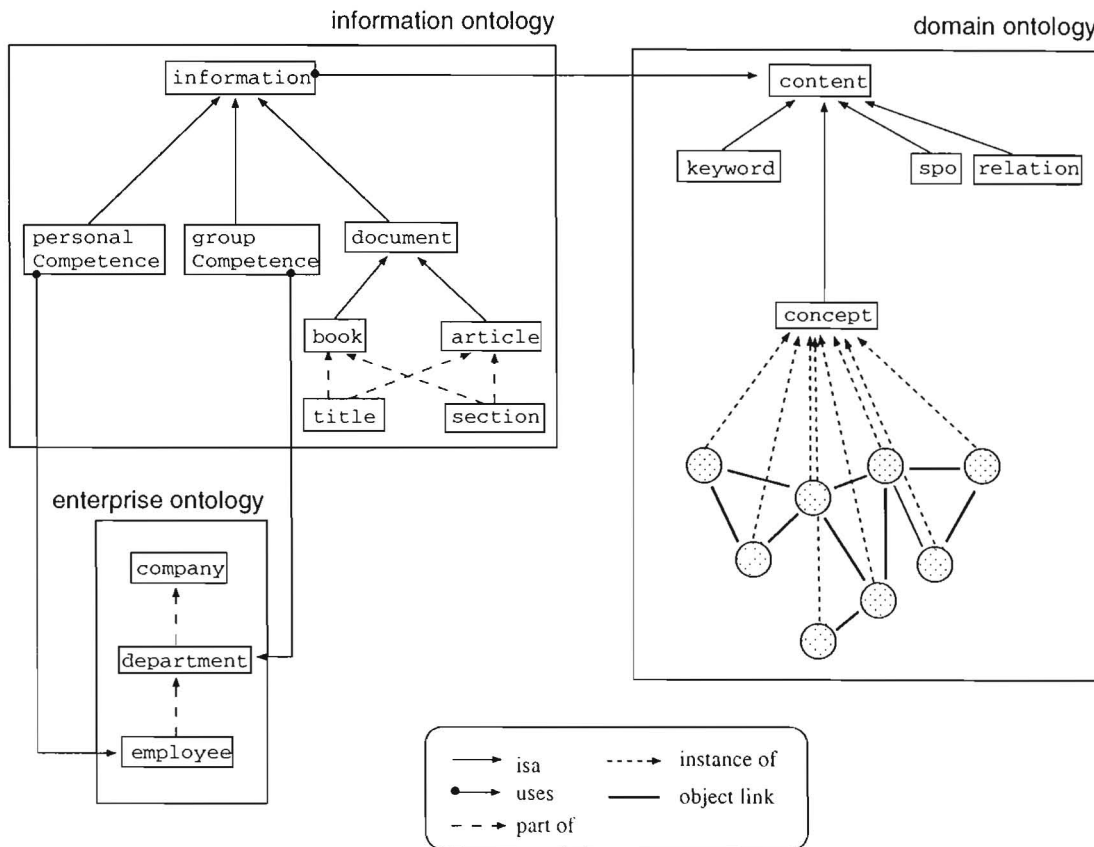 information ontology
domain ontology
information
content
keyword
spo
relation
personal
Competence
group
Competence
document
book
article
concept
title
section
enterprise ontology
company
department
employee
isa
instance of
uses
object link
part of